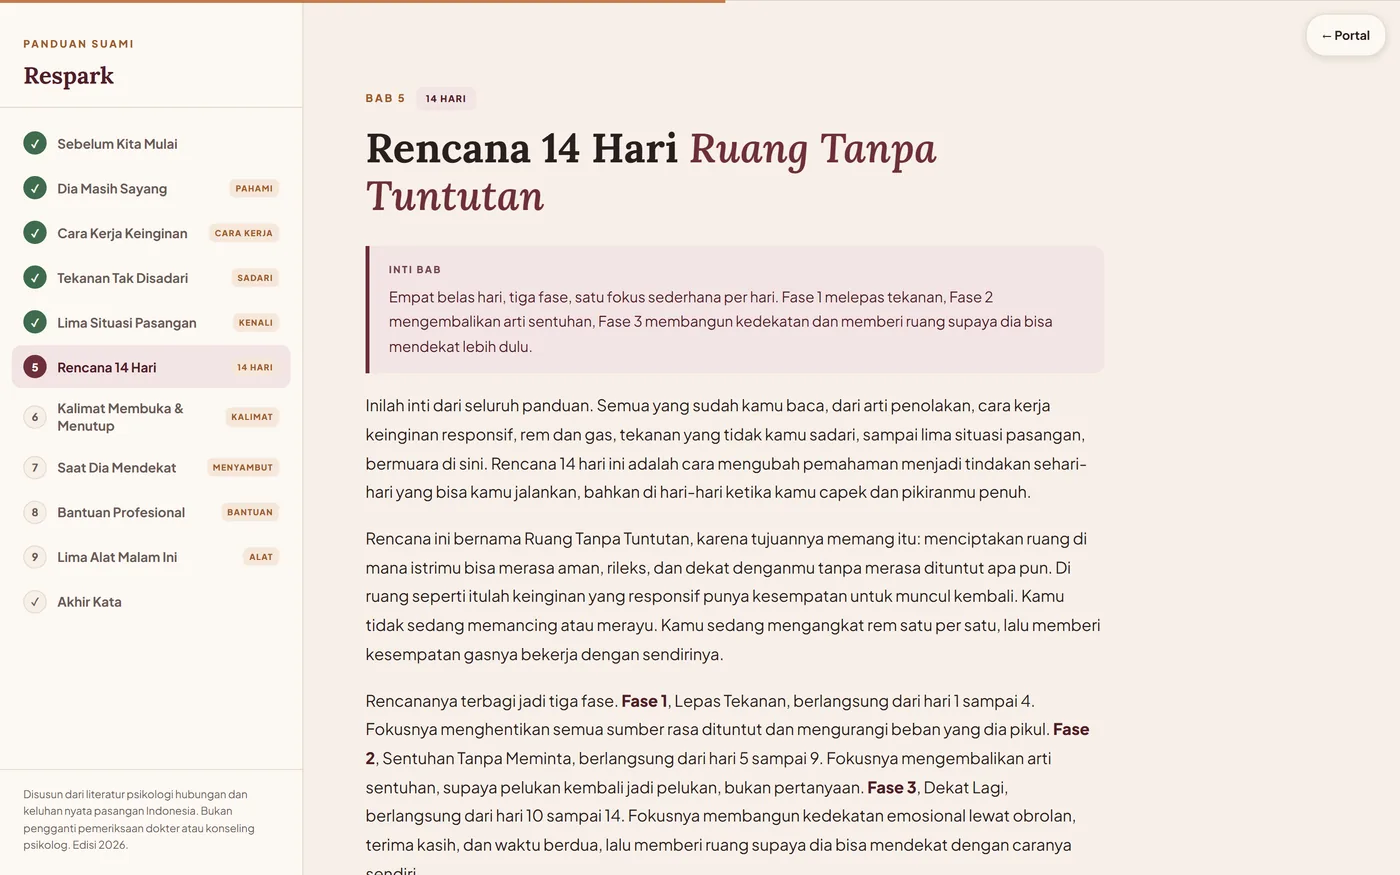 PANDUAN SUAMI
Respark
✓ Sebelum Kita Mulai
✓ Dia Masih Sayang PAHAMI
✓ Cara Kerja Keinginan CARA KERJA
✓ Tekanan Tak Disadari SADARI
✓ Lima Situasi Pasangan KENALI
5 Rencana 14 Hari 14 HARI
6 Kalimat Membuka &
Menutup KALIMAT
7 Saat Dia Mendekat MENYAMBUT
8 Bantuan Profesional BANTUAN
9 Lima Alat Malam Ini ALAT
✓ Akhir Kata
Disusun dari literatur psikologi hubungan dan
keluhan nyata pasangan Indonesia. Bukan
pengganti pemeriksaan dokter atau konseling
psikolog. Edisi 2026.
← Portal
BAB 5 14 HARI
Rencana 14 Hari Ruang Tanpa
Tuntutan
INTI BAB
Empat belas hari, tiga fase, satu fokus sederhana per hari. Fase 1 melepas tekanan, Fase 2
mengembalikan arti sentuhan, Fase 3 membangun kedekatan dan memberi ruang supaya dia bisa
mendekat lebih dulu.
Inilah inti dari seluruh panduan. Semua yang sudah kamu baca, dari arti penolakan, cara kerja
keinginan responsif, rem dan gas, tekanan yang tidak kamu sadari, sampai lima situasi pasangan,
bermuara di sini. Rencana 14 hari ini adalah cara mengubah pemahaman menjadi tindakan sehari-
hari yang bisa kamu jalankan, bahkan di hari-hari ketika kamu capek dan pikiranmu penuh.
Rencana ini bernama Ruang Tanpa Tuntutan, karena tujuannya memang itu: menciptakan ruang di
mana istrimu bisa merasa aman, rileks, dan dekat denganmu tanpa merasa dituntut apa pun. Di
ruang seperti itulah keinginan yang responsif punya kesempatan untuk muncul kembali. Kamu
tidak sedang memancing atau merayu. Kamu sedang mengangkat rem satu per satu, lalu memberi
kesempatan gasnya bekerja dengan sendirinya.
Rencananya terbagi jadi tiga fase. Fase 1, Lepas Tekanan, berlangsung dari hari 1 sampai 4.
Fokusnya menghentikan semua sumber rasa dituntut dan mengurangi beban yang dia pikul. Fase
2, Sentuhan Tanpa Meminta, berlangsung dari hari 5 sampai 9. Fokusnya mengembalikan arti
sentuhan, supaya pelukan kembali jadi pelukan, bukan pertanyaan. Fase 3, Dekat Lagi,
berlangsung dari hari 10 sampai 14. Fokusnya membangun kedekatan emosional lewat obrolan,
terima kasih, dan waktu berdua, lalu memberi ruang supaya dia bisa mendekat dengan caranya
sendiri.